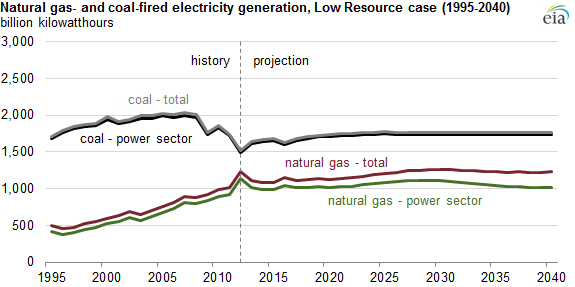 Natural gas- and coal-fired electricity generation, Low Resource case (1995-2040)
billion kilowatthours
eia
3,000
history
projection
2,500
coal - total
2,000
coal - power sector
1,500
natural gas - total
1,000
natural gas - power sector
500
0
1995 2000 2005 2010 2015 2020 2025 2030 2035 2040